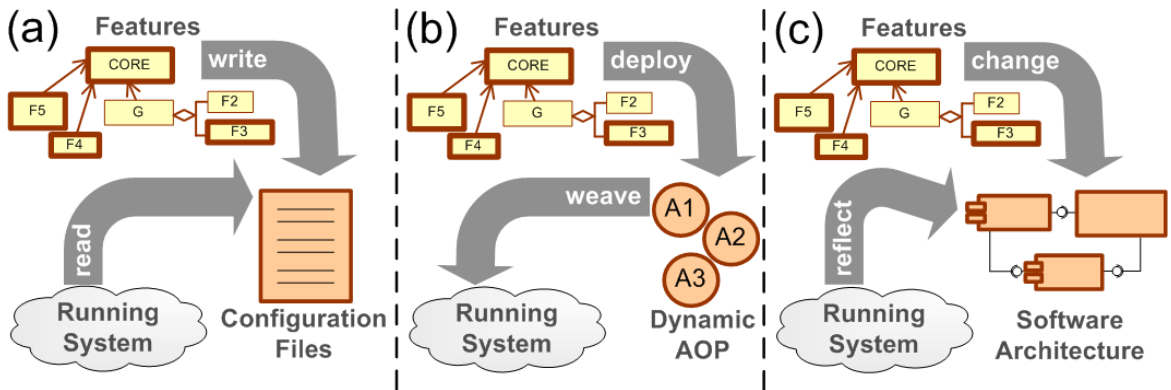 (a)
Features
write
CORE
F5
F4
G
F2
F3
read
Running
System
Configuration
Files
(b)
Features
deploy
CORE
F5
F4
G
F2
F3
weave
A1
A2
A3
Running
System
Dynamic
AOP
(c)
Features
change
CORE
F5
F4
G
F2
F3
reflect
Running
System
Software
Architecture